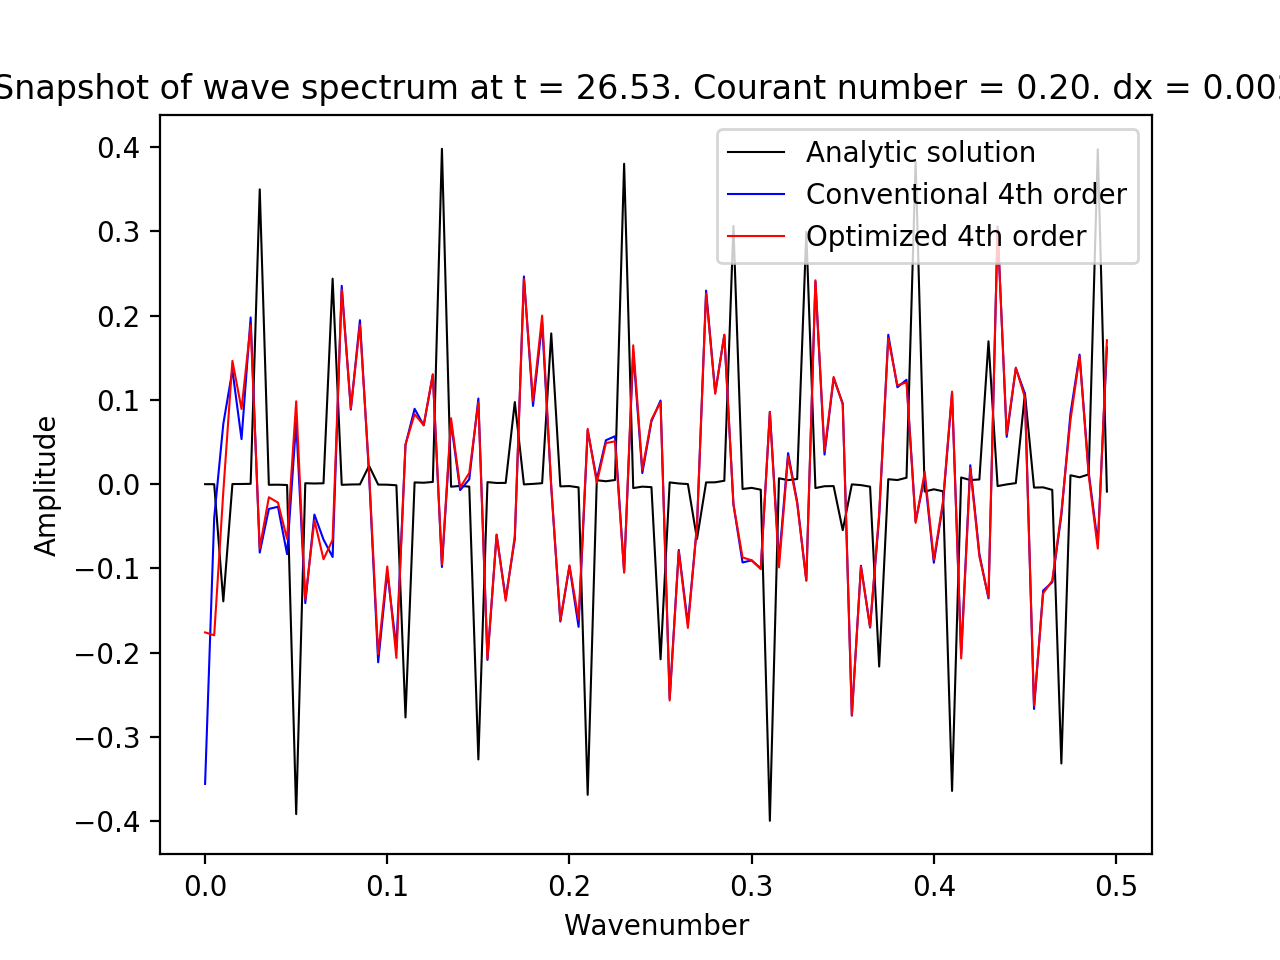 Snapshot of wave spectrum at t = 26.53. Courant number = 0.20. dx = 0.00
Analytic solution
Conventional 4th order
Optimized 4th order
Amplitude
0.4
0.3
0.2
0.1
0.0
−0.1
−0.2
−0.3
−0.4
0.0 0.1 0.2 0.3 0.4 0.5
Wavenumber